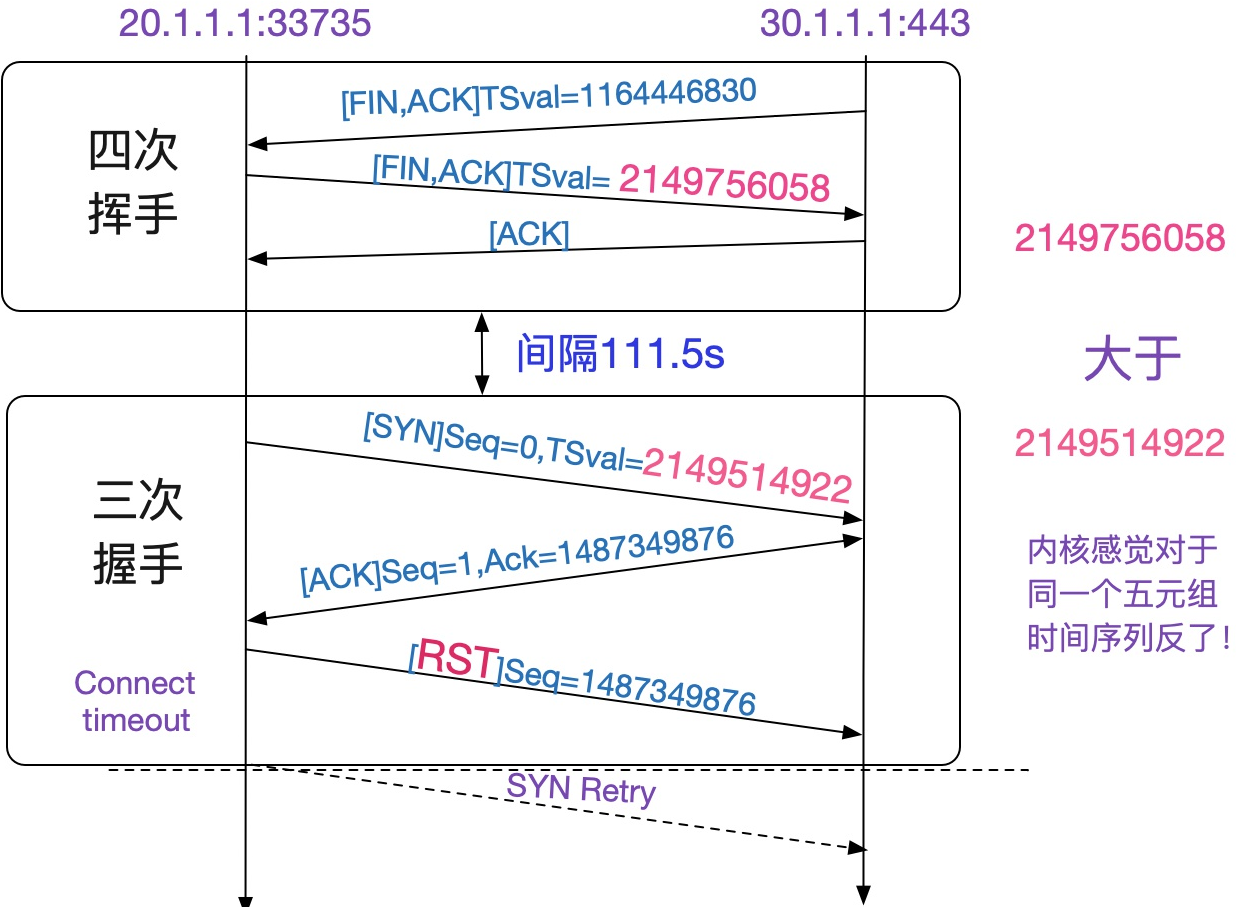 20.1.1.1:33735
30.1.1.1:443
[FIN,ACK]TSval=1164446830
四次
挥手
[FIN,ACK]TSval= 2149756058
[ACK]
2149756058
间隔111.5s
大于
[SYN]Seq=0,TSval=2149514922
2149514922
三次
握手
[ACK]Seq=1,Ack=1487349876
内核感觉对于
同一个五元组
时间序列反了!
[RST]Seq=1487349876
Connect
timeout
SYN Retry